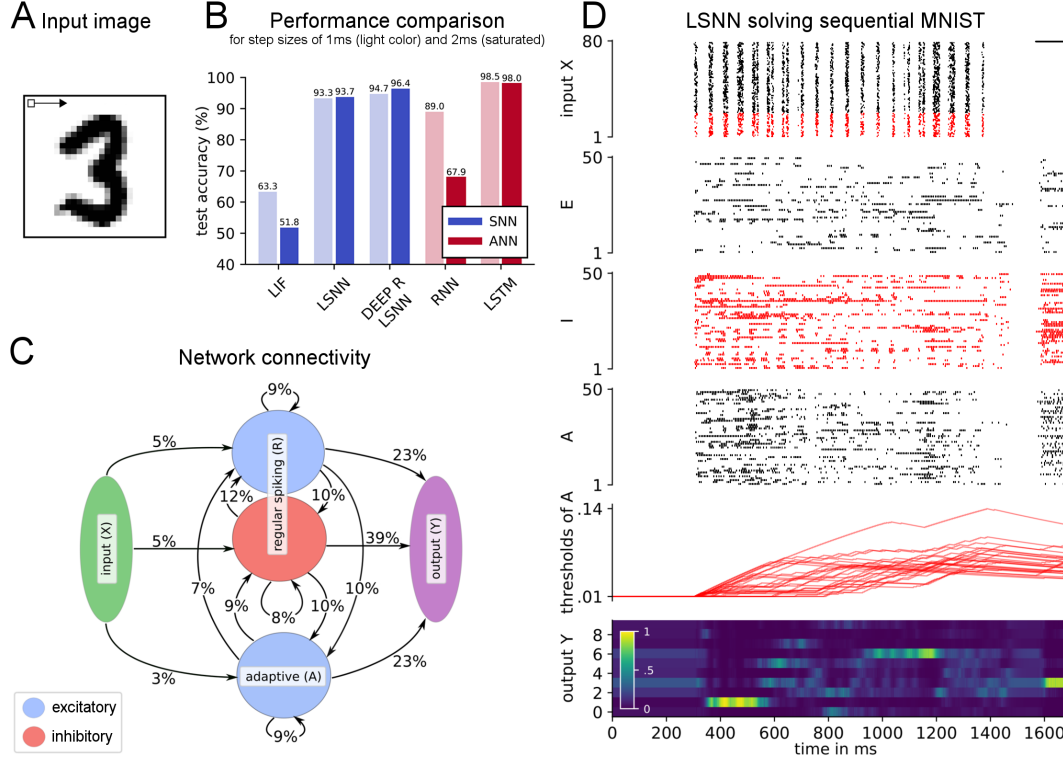 A Input image
B Performance comparison
for step sizes of 1ms (light color) and 2ms (saturated)
test accuracy (%)
100
90
80
70
60
50
40
63.3
51.8
93.3 93.7
94.7 96.4
89.0
67.9
98.5 98.0
SNN
ANN
LIF
LSNN
DEEP R
LSNN
RNN
LSTM
C Network connectivity
9%
5%
23%
regular spiking (R)
12%
10%
input (X)
5%
39%
output (Y)
7%
9%
8%
10%
10%
3%
adaptive (A)
23%
9%
excitatory
inhibitory
D LSNN solving sequential MNIST
80
input X
1
50
E
1
50
I
1
50
A
1
.14
thresholds of A
.01
output Y
8
6
4
2
0
1
.5
0
0 200 400 600 800 1000 1200 1400 1600
time in ms